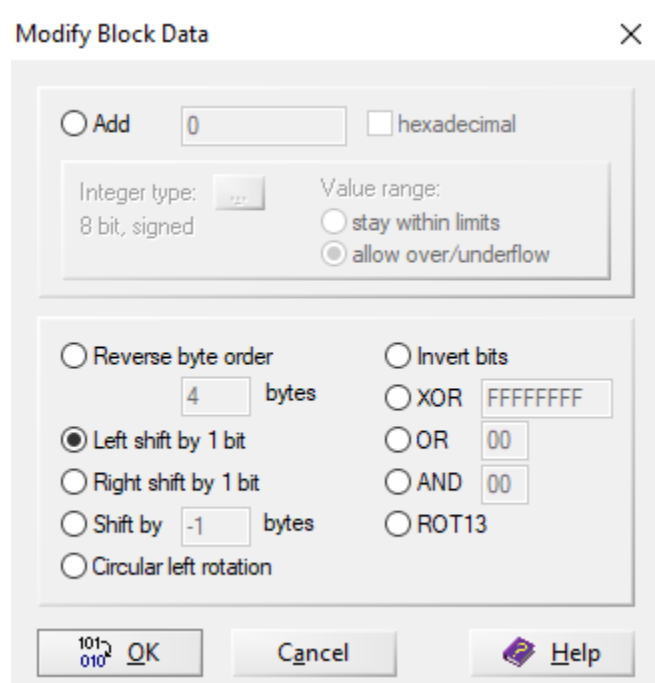 Modify Block Data
Add 0 hexadecimal
Integer type: ... Value range:
8 bit, signed stay within limits
allow over/underflow
Reverse byte order Invert bits
4 bytes XOR FFFFFFFF
Left shift by 1 bit OR 00
Right shift by 1 bit AND 00
Shift by -1 bytes ROT13
Circular left rotation
101 010 OK Cancel ? Help